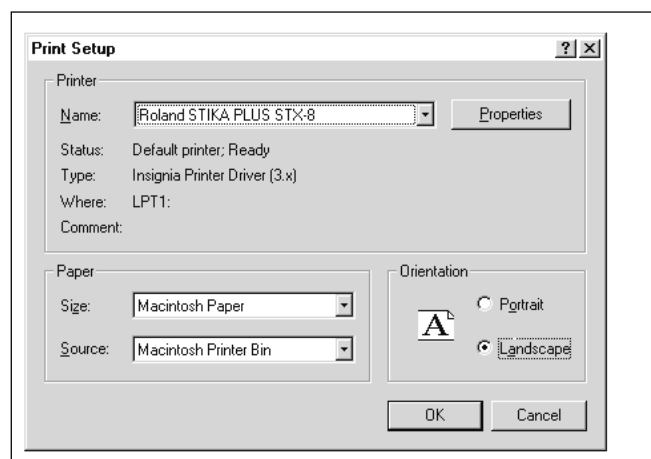 Print Setup
Printer
Name: Roland STIKA PLUS STX-8 Properties
Status: Default printer; Ready
Type: Insignia Printer Driver (3.x)
Where: LPT1:
Comment:
Paper
Size: Macintosh Paper
Source: Macintosh Printer Bin
Orientation
A
Portrait
Landscape
OK Cancel